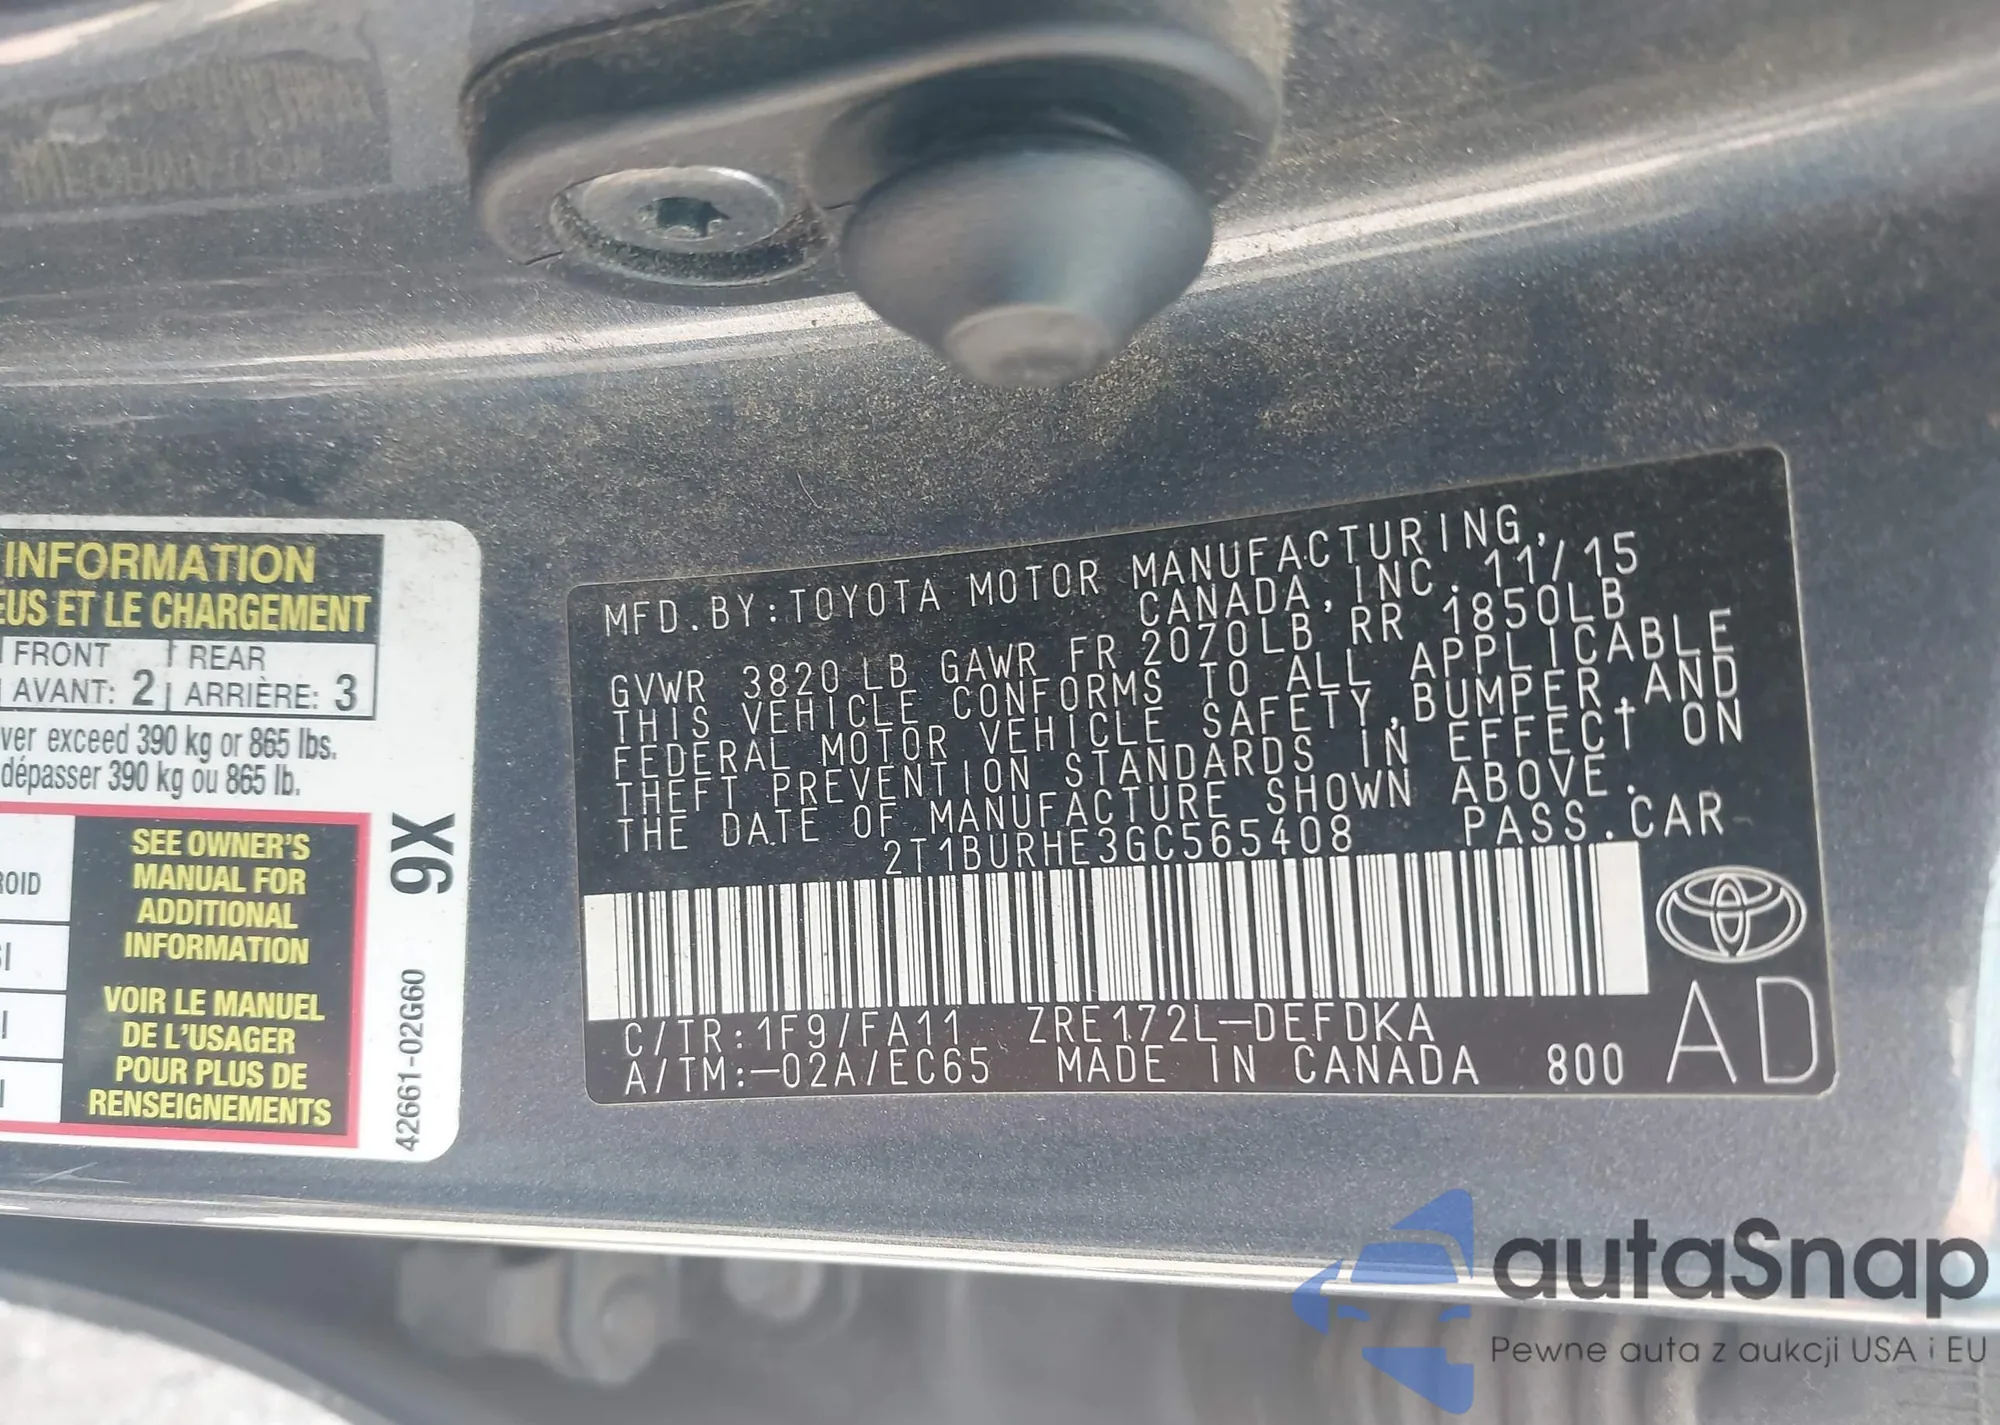 INFORMATION
EUS ET LE CHARGEMENT
FRONT REAR
AVANT: 2 ARRIÈRE: 3
ver exceed 390 kg or 865 lbs.
dépasser 390 kg ou 865 lb.
SEE OWNER'S
MANUAL FOR
ADDITIONAL
INFORMATION
VOIR LE MANUEL
DE L'USAGER
POUR PLUS DE
RENSEIGNEMENTS
ROID
9X
42661-02G60
MFD.BY:TOYOTA MOTOR MANUFACTURING,
CANADA, INC. 11/15
GVWR 3820 LB GAWR FR 2070LB RR 1850LB
THIS VEHICLE CONFORMS TO ALL APPLICABLE
FEDERAL MOTOR VEHICLE SAFETY,BUMPER,AND
THEFT PREVENTION STANDARDS IN EFFECT ON
THE DATE OF MANUFACTURE SHOWN ABOVE.
2T1BURHE3GC565408 PASS.CAR
C/TR:1F9/FA11 ZRE172L-DEFDKA
A/TM:-02A/EC65 MADE IN CANADA 800
AD
autaSnap
Pewne auta z aukcji USA i EU